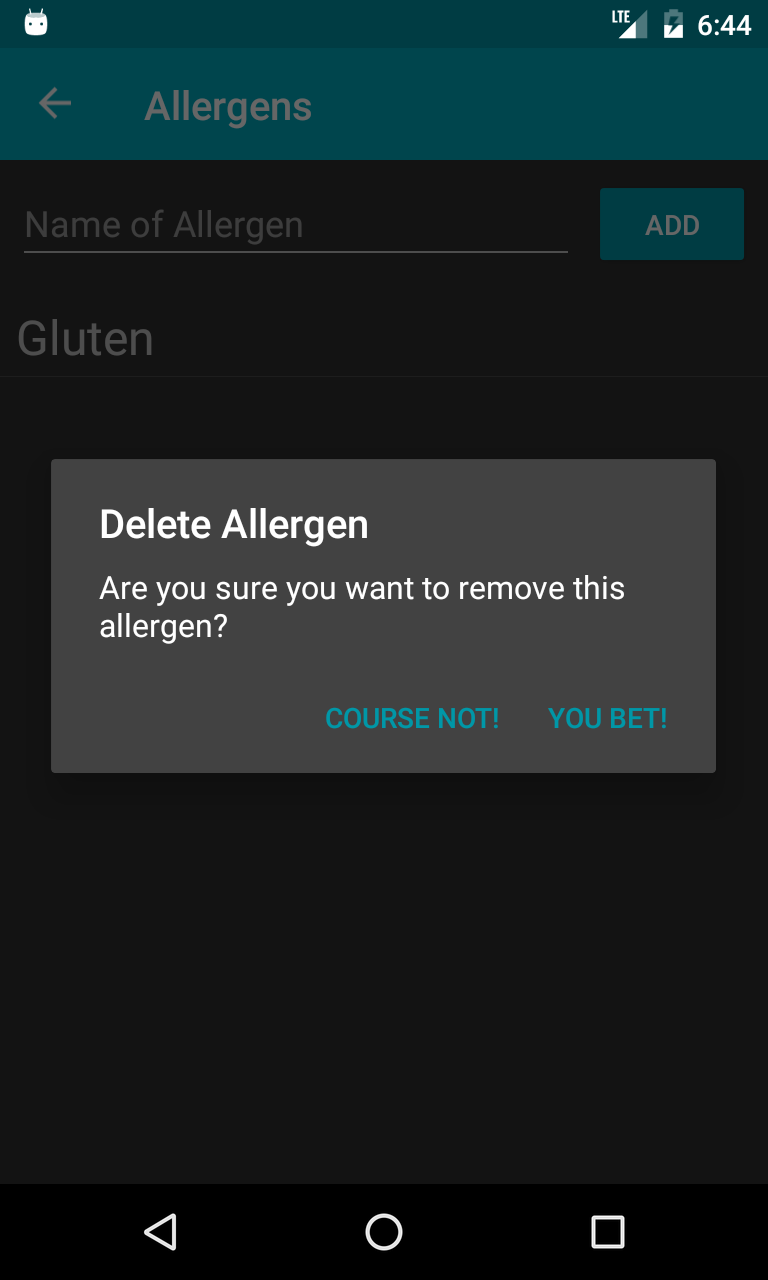 LTE 6:44
Allergens
Name of Allergen ADD
Gluten
Delete Allergen
Are you sure you want to remove this
allergen?
COURSE NOT! YOU BET!